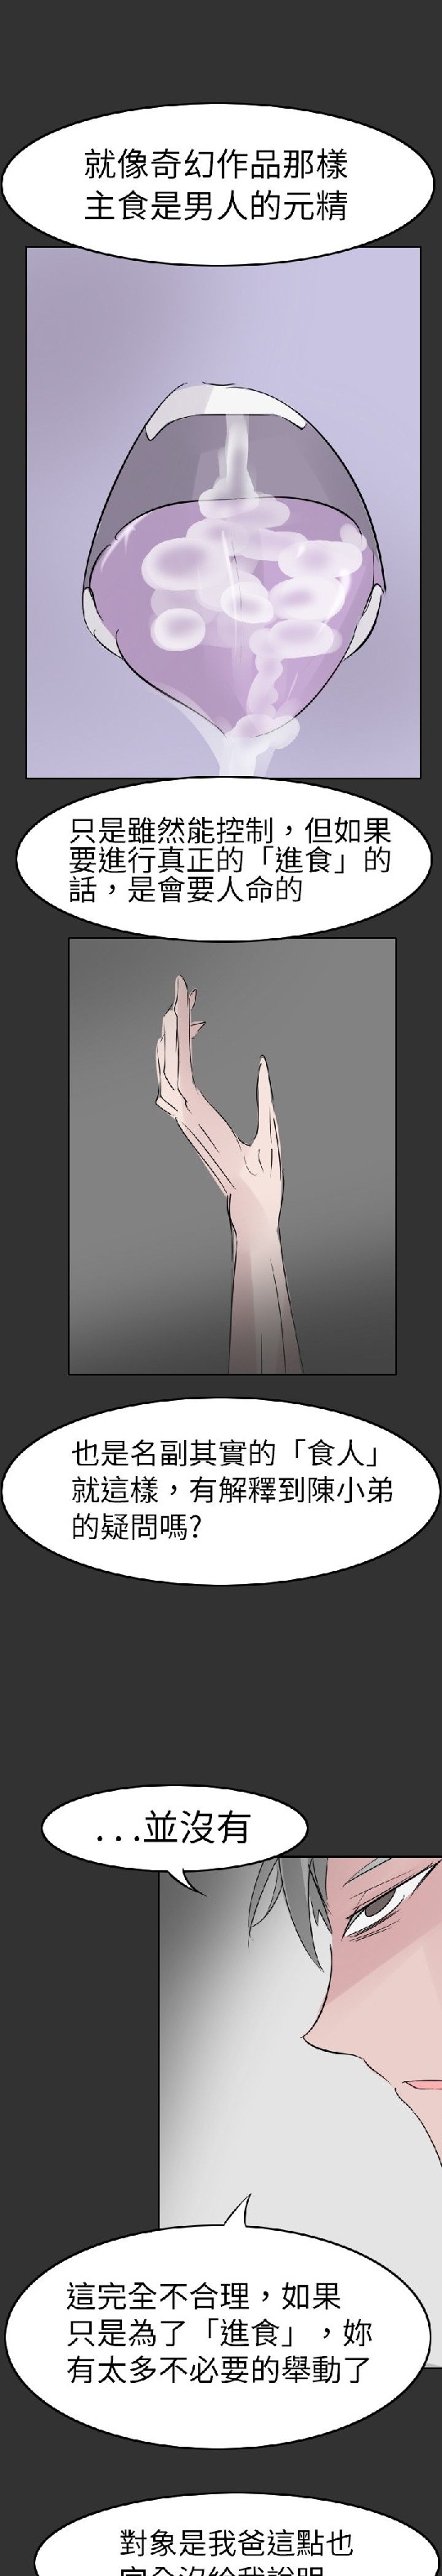 就像奇幻作品那樣
主食是男人的元精
只是雖然能控制，但如果
要進行真正的「進食」的
話，是會要人命的
也是名副其實的「食人」
就這樣，有解釋到陳小弟
的疑問嗎?
...並沒有
這完全不合理，如果
只是為了「進食」，妳
有太多不必要的舉動了
對象是我爸這點也